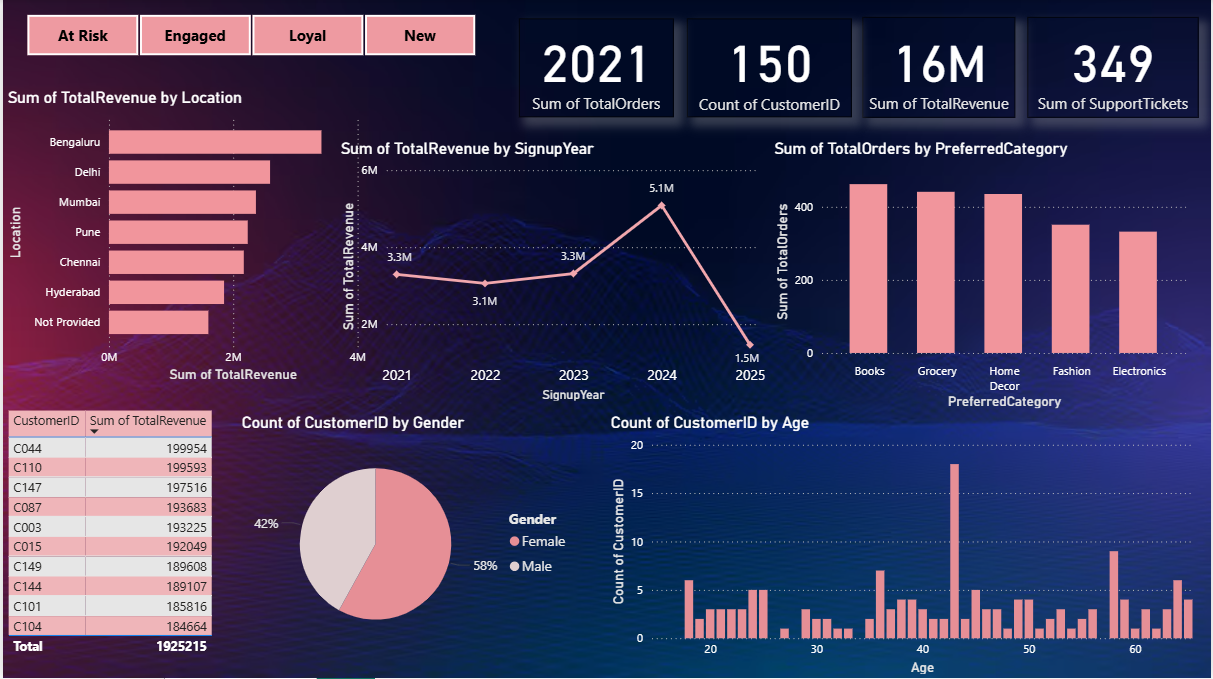 At Risk
Engaged
Loyal
New
2021
Sum of TotalOrders
150
Count of CustomerID
16M
Sum of TotalRevenue
349
Sum of SupportTickets
Sum of TotalRevenue by Location
Location
Bengaluru
Delhi
Mumbai
Pune
Chennai
Hyderabad
Not Provided
0M 2M 4M
Sum of TotalRevenue
Sum of TotalRevenue by SignupYear
Sum of TotalRevenue
6M
4M
2M
3.3M
3.1M
3.3M
5.1M
1.5M
2021 2022 2023 2024 2025
SignupYear
Sum of TotalOrders by PreferredCategory
Sum of TotalOrders
400
200
0
Books
Grocery
Home
Decor
Fashion
Electronics
PreferredCategory
CustomerID Sum of TotalRevenue
C044 199954
C110 199593
C147 197516
C087 193683
C003 193225
C015 192049
C149 189608
C144 189107
C101 185816
C104 184664
Total 1925215
Count of CustomerID by Gender
42%
58%
Gender
Female
Male
Count of CustomerID by Age
Count of CustomerID
20
15
10
5
0
20 30 40 50 60
Age